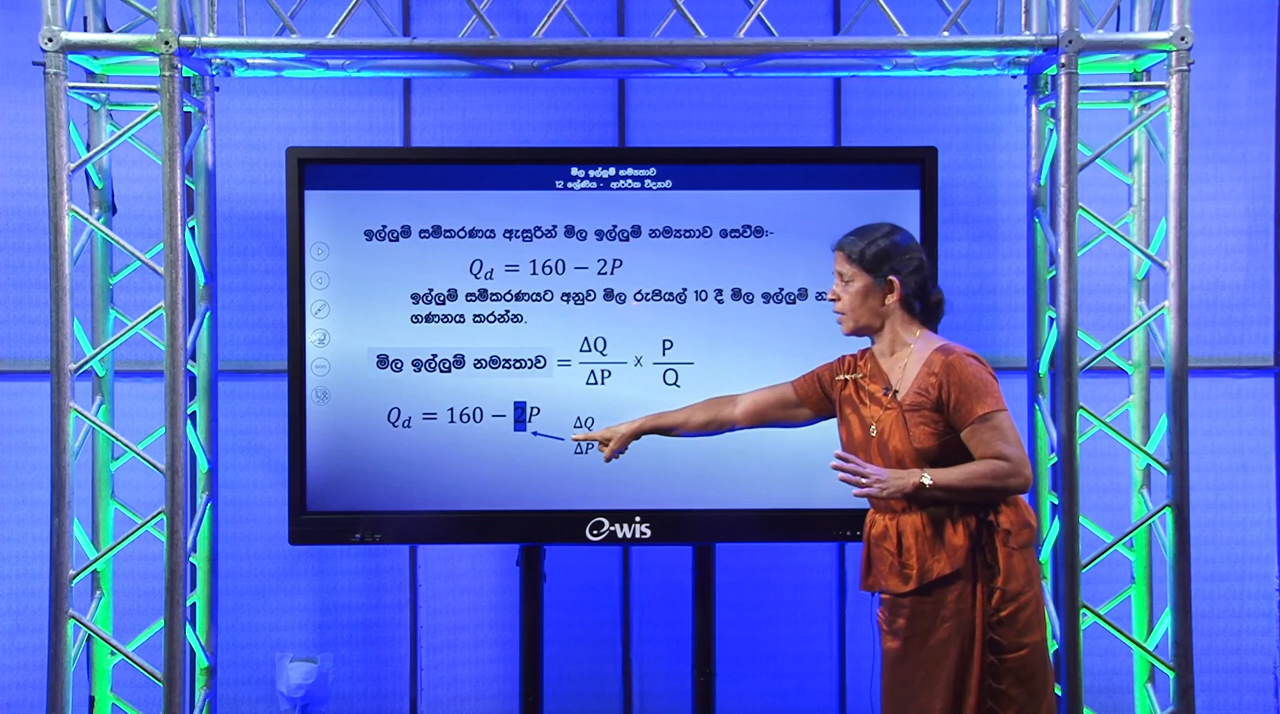 මිල ඉල්ලුම් නම්‍යතාව
12 ශ්‍රේණිය - ආර්ථික විද්‍යාව
ඉල්ලුම් සමීකරණය ඇසුරින් මිල ඉල්ලුම් නම්‍යතාව සෙවීම:-
Q_d = 160 − 2P
ඉල්ලුම් සමීකරණයට අනුව මිල රුපියල් 10 දී මිල ඉල්ලුම්
ගණනය කරන්න.
මිල ඉල්ලුම් නම්‍යතාව = ΔQ/ΔP × P/Q
Q_d = 160 − 2P ΔQ/ΔP
e-wis